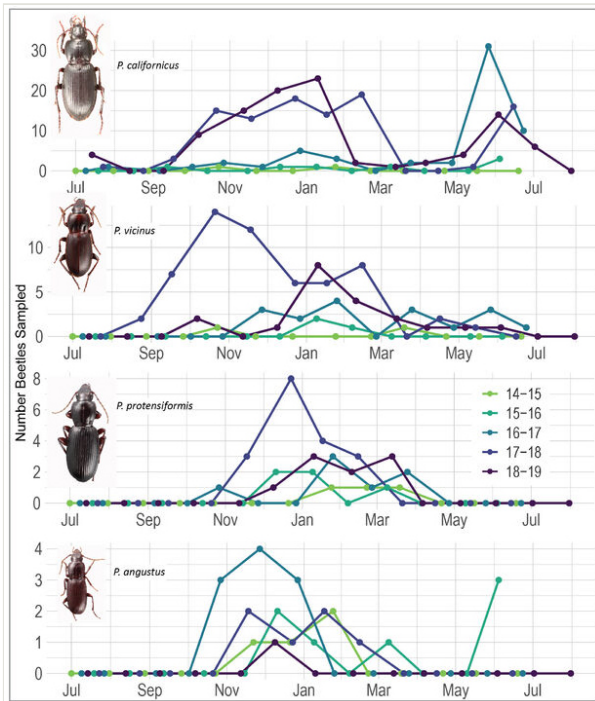 P. californicus
30
20
10
0
Jul Sep Nov Jan Mar May Jul
P. vicinus
10
5
0
Jul Sep Nov Jan Mar May Jul
Number Beetles Sampled
P. protensiformis
8
6
4
2
0
14–15
15–16
16–17
17–18
18–19
Jul Sep Nov Jan Mar May Jul
P. angustus
4
3
2
1
0
Jul Sep Nov Jan Mar May Jul